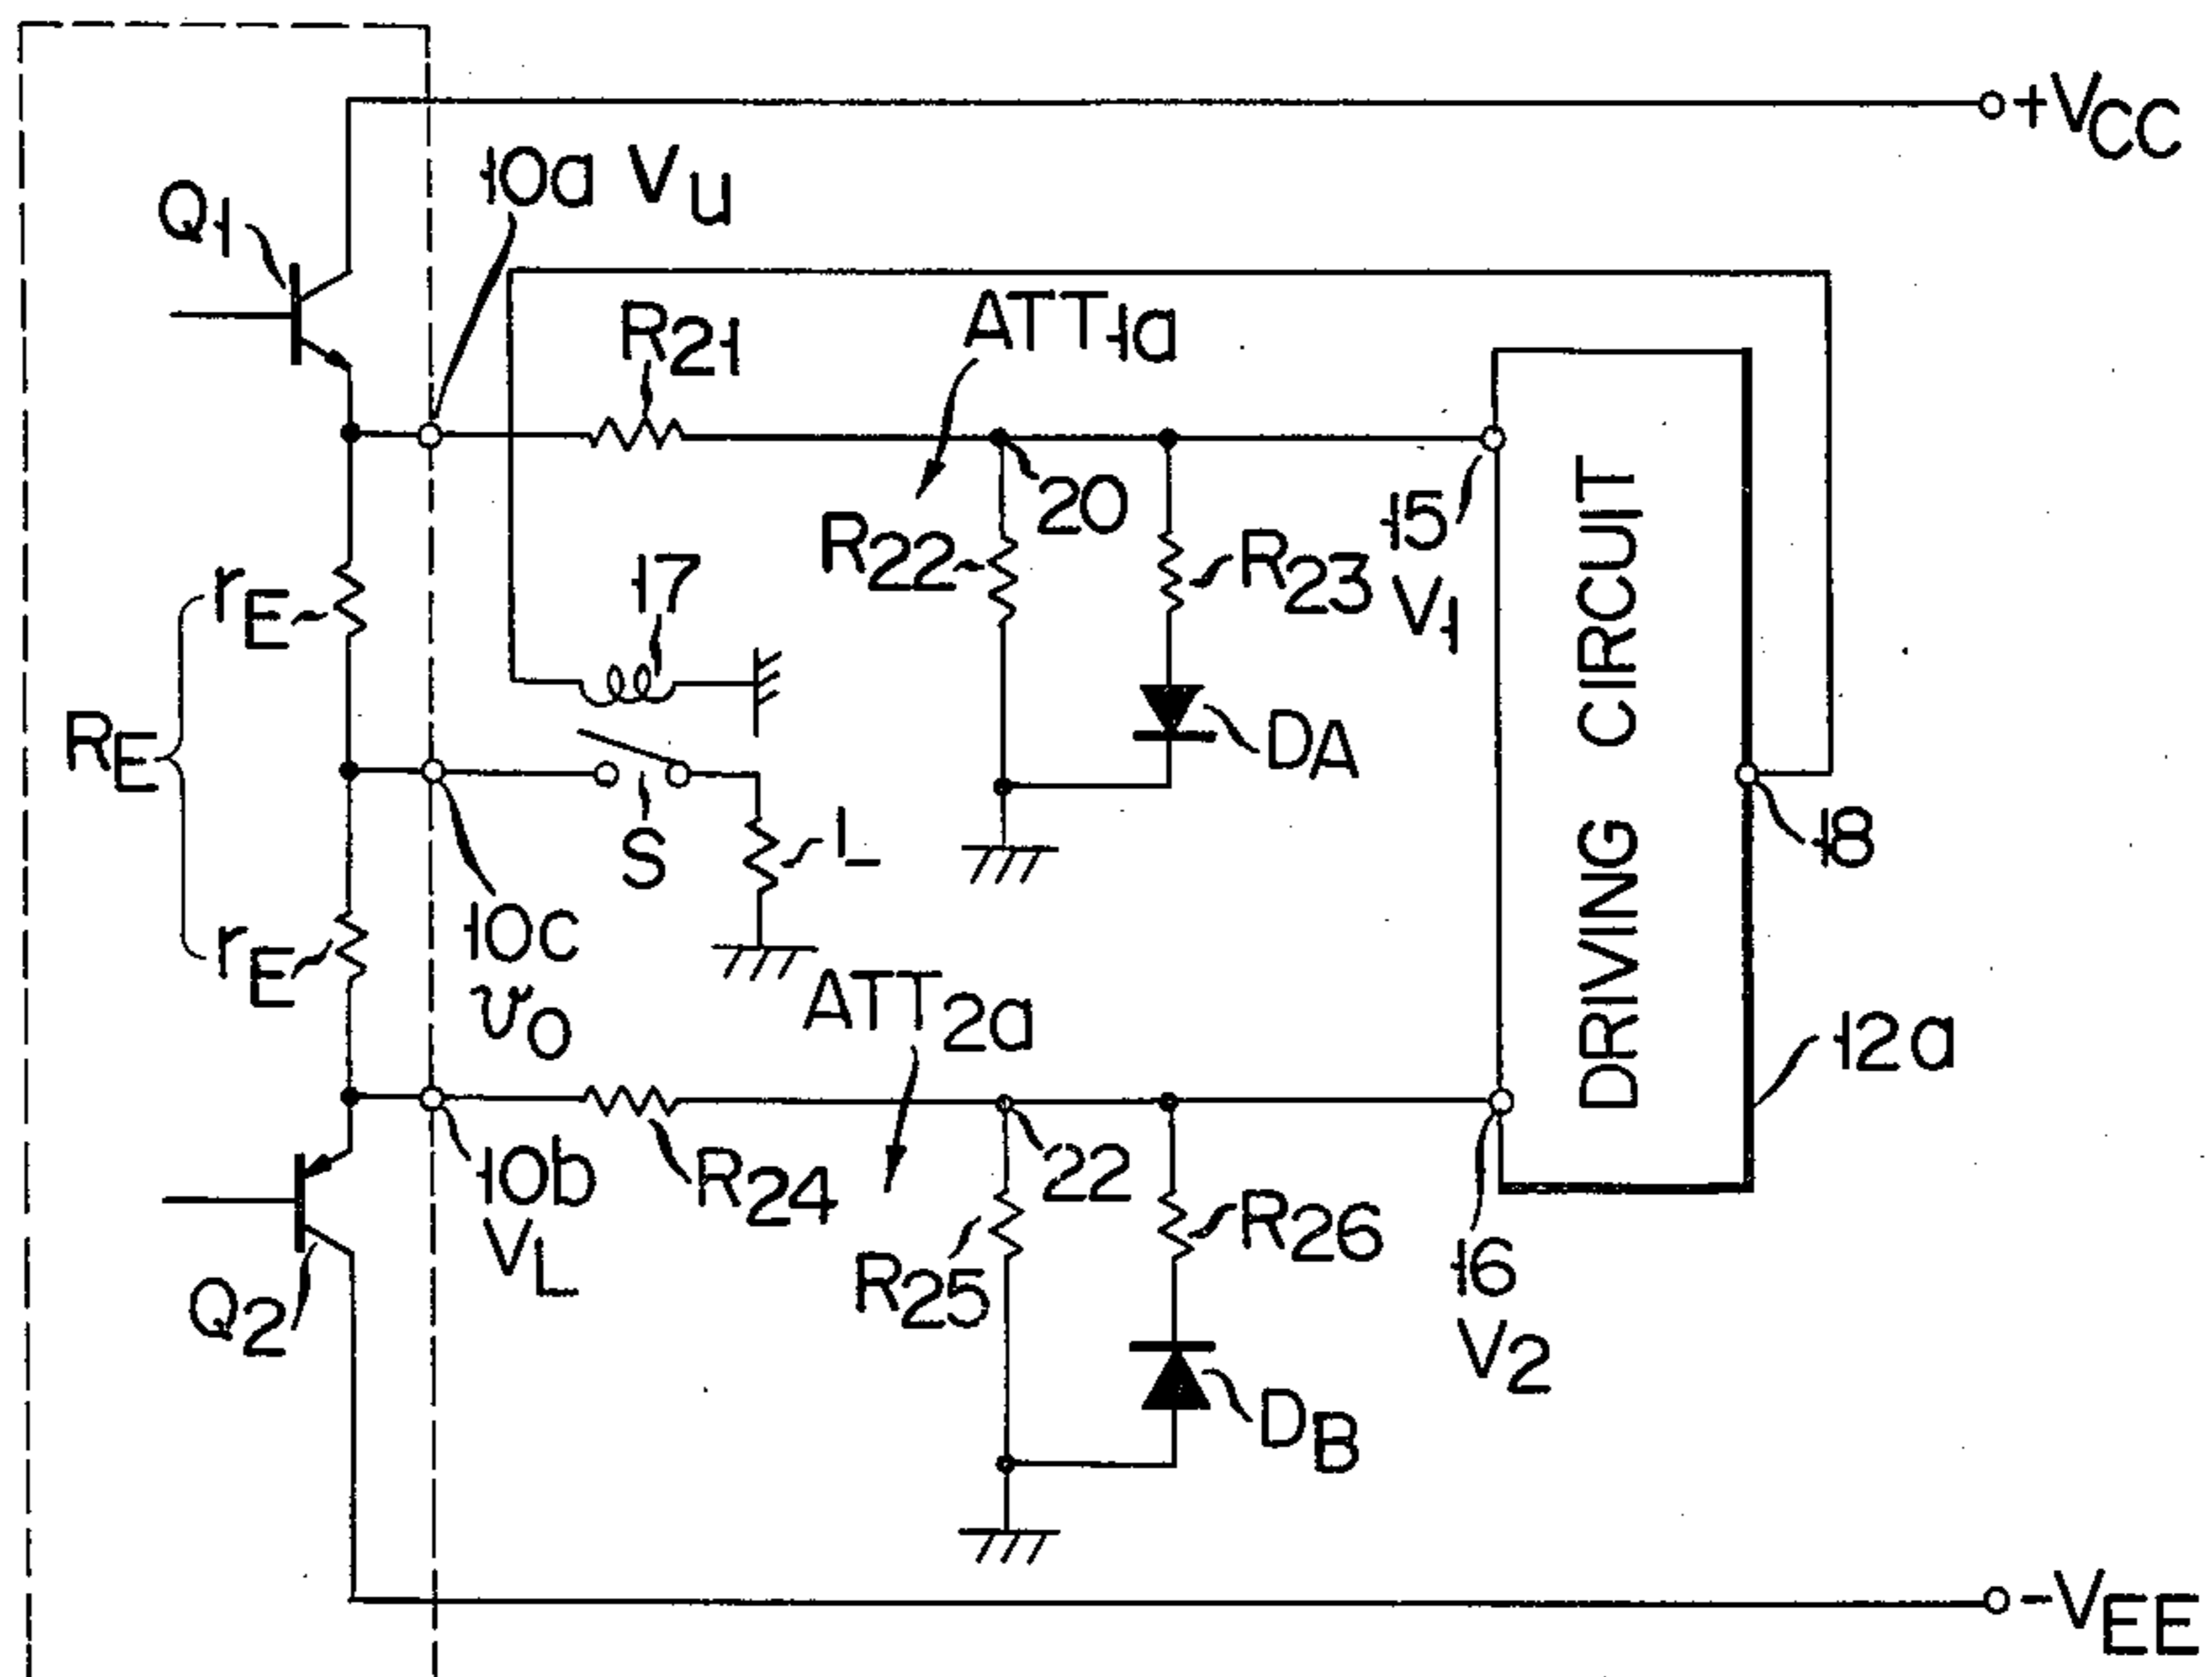 +VCC
10a Vu
Q1
R21
ATT1a
20
15
V1
R22
R23
17
rE
RE
DA
DRIVING CIRCUIT
18
S
L
10c
vo
rE
ATT2a
12a
10b
VL
R24
22
R25
R26
16
V2
Q2
DB
-VEE